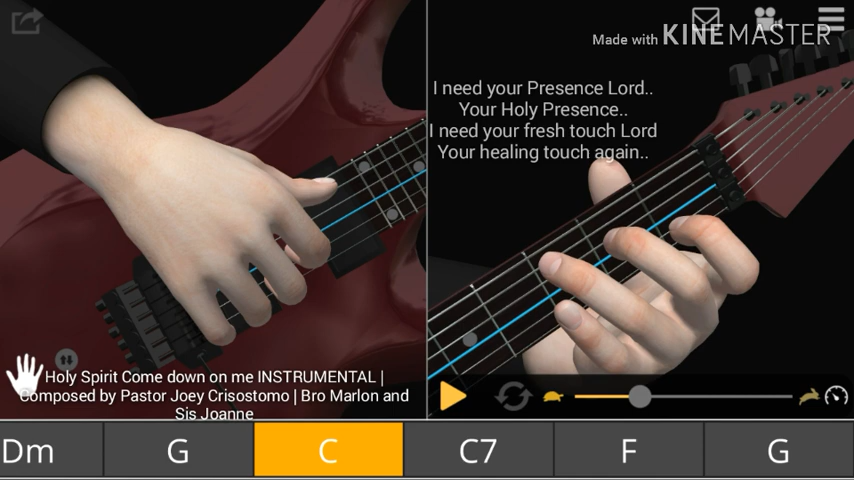 Made with KINEMASTER
I need your Presence Lord..
Your Holy Presence..
I need your fresh touch Lord
Your healing touch again..
Holy Spirit Come down on me INSTRUMENTAL |
Composed by Pastor Joey Crisostomo | Bro Marlon and
Sis Joanne
Dm G C C7 F G